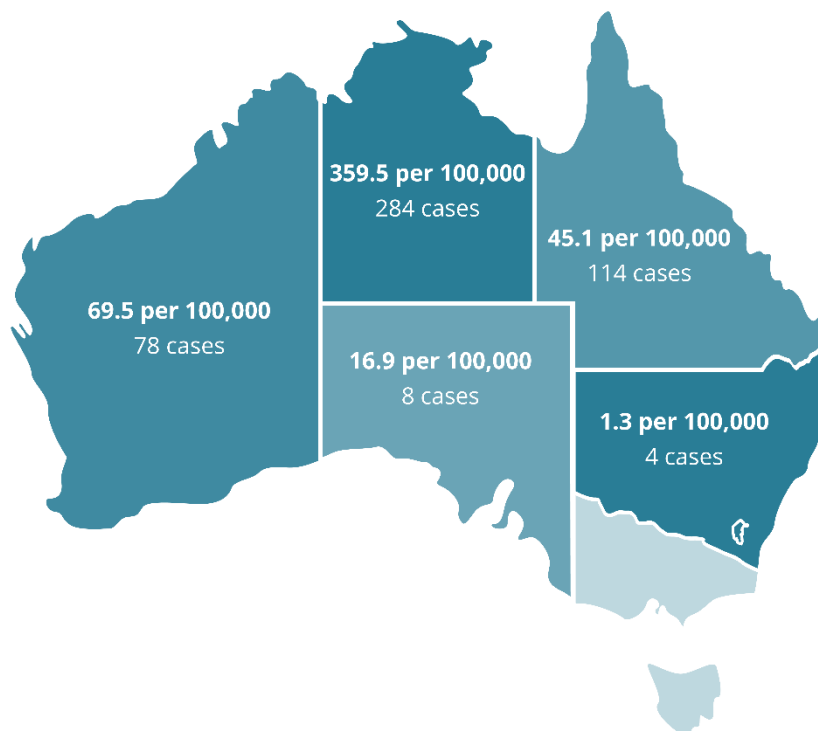 359.5 per 100,000
284 cases
45.1 per 100,000
114 cases
69.5 per 100,000
78 cases
16.9 per 100,000
8 cases
1.3 per 100,000
4 cases